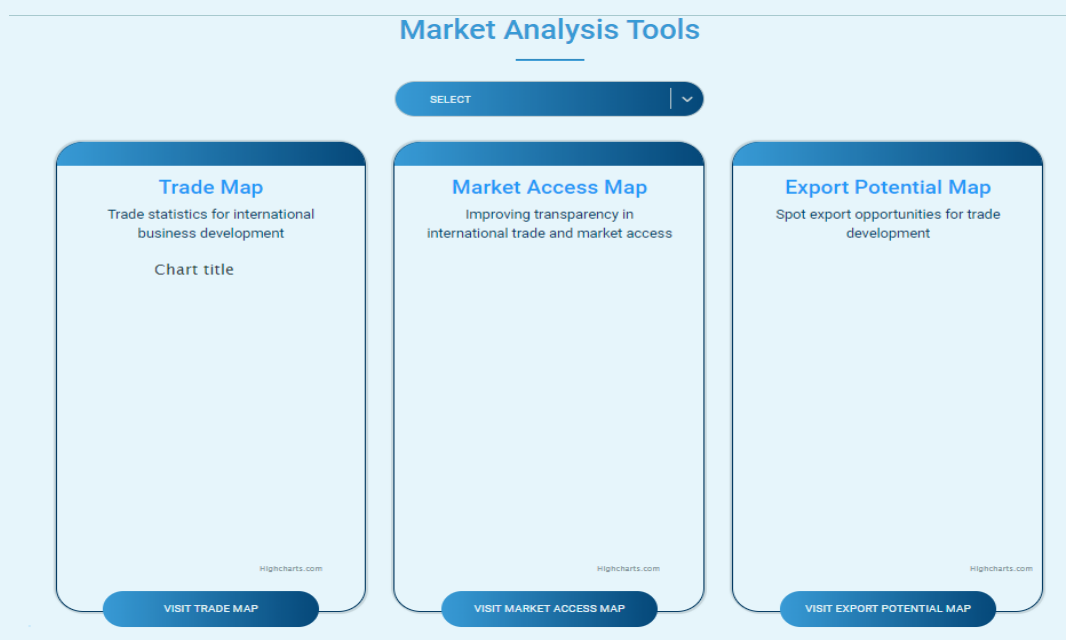 Market Analysis Tools
SELECT
Trade Map
Trade statistics for international
business development
Chart title
Highcharts.com
VISIT TRADE MAP
Market Access Map
Improving transparency in
international trade and market access
Highcharts.com
VISIT MARKET ACCESS MAP
Export Potential Map
Spot export opportunities for trade
development
Highcharts.com
VISIT EXPORT POTENTIAL MAP